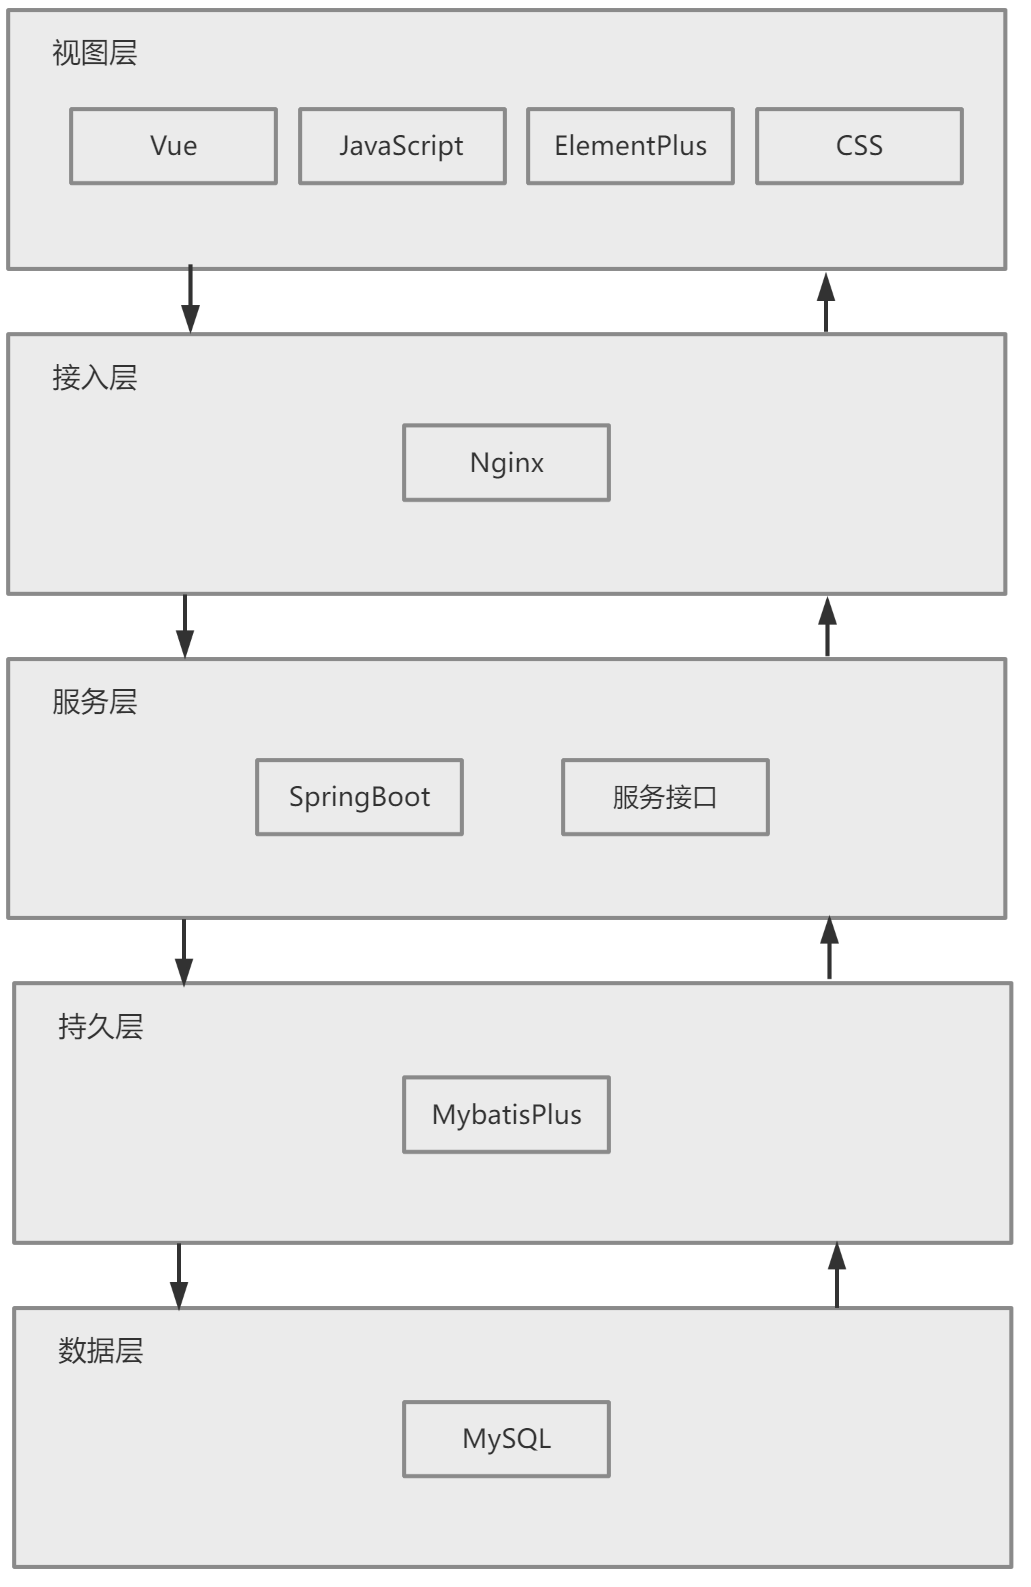 视图层
Vue
JavaScript
ElementPlus
CSS
接入层
Nginx
服务层
SpringBoot
服务接口
持久层
MybatisPlus
数据层
MySQL